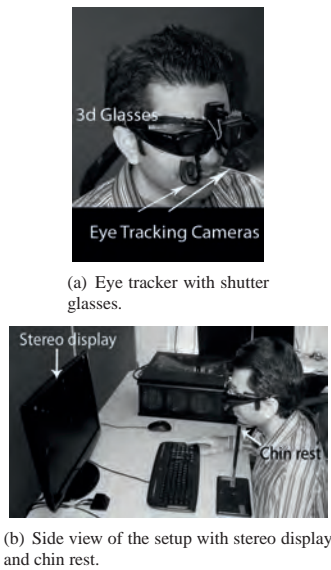 3d Glasses
Eye Tracking Cameras
(a) Eye tracker with shutter
glasses.
Stereo display
Chin rest
(b) Side view of the setup with stereo display
and chin rest.